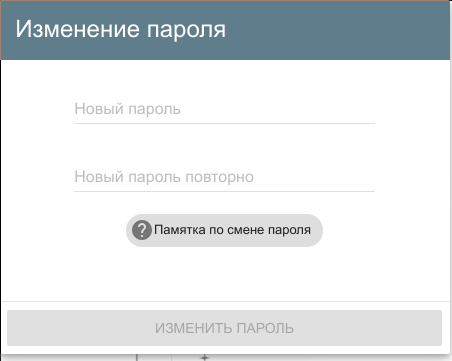 Изменение пароля
Новый пароль
Новый пароль повторно
? Памятка по смене пароля
ИЗМЕНИТЬ ПАРОЛЬ